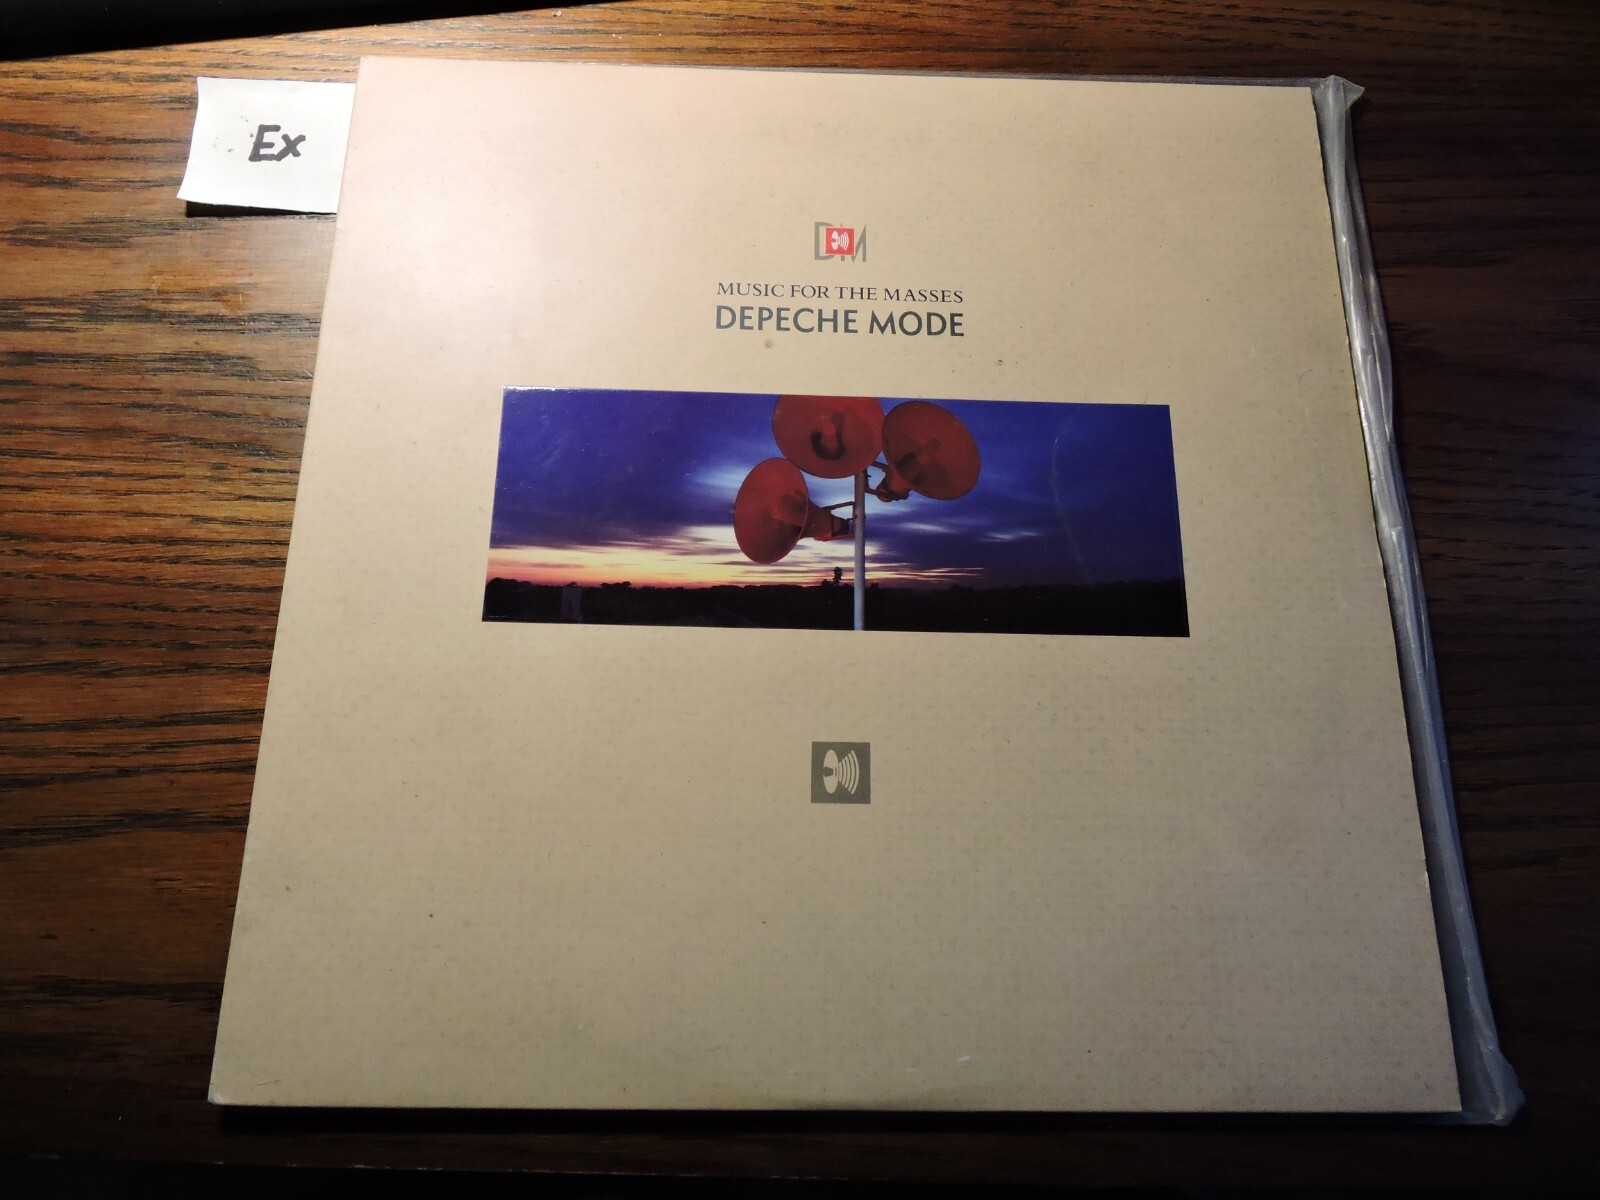 Ex
DM
MUSIC FOR THE MASSES
DEPECHE MODE